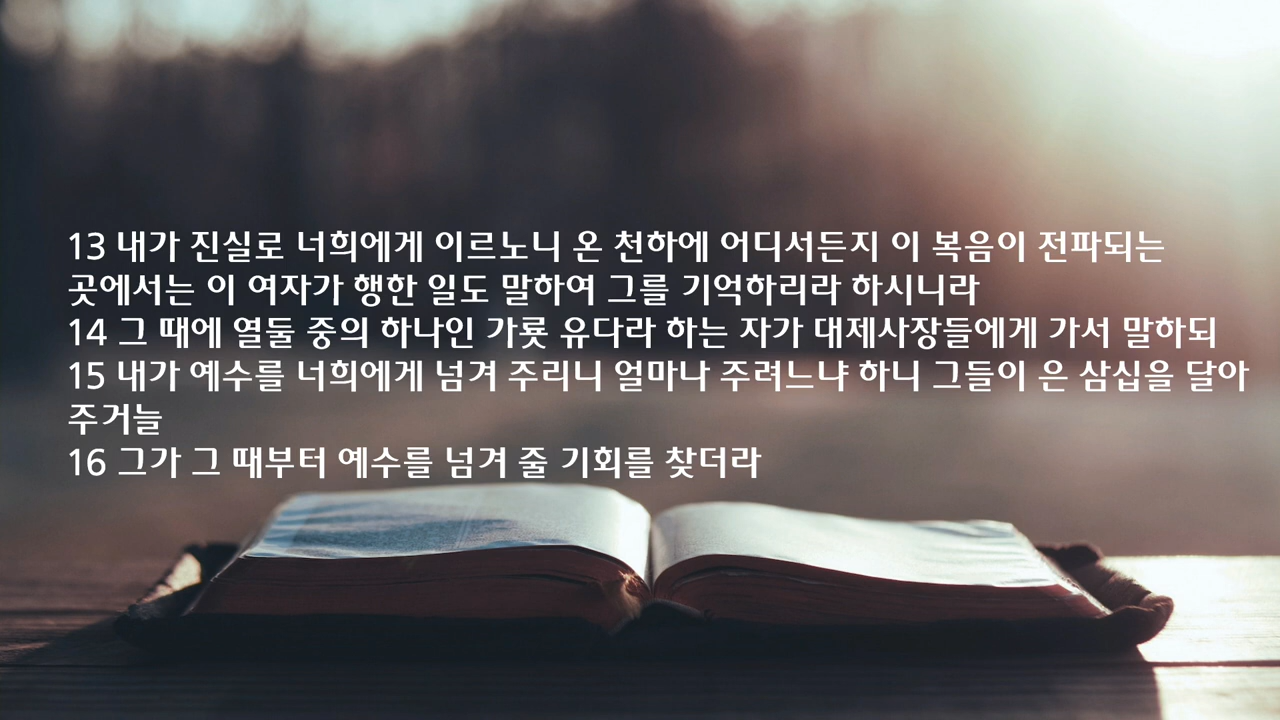 13 내가 진실로 너희에게 이르노니 온 천하에 어디서든지 이 복음이 전파되는
곳에서는 이 여자가 행한 일도 말하여 그를 기억하리라 하시니라
14 그 때에 열둘 중의 하나인 가룟 유다라 하는 자가 대제사장들에게 가서 말하되
15 내가 예수를 너희에게 넘겨 주리니 얼마나 주려느냐 하니 그들이 은 삼십을 달아
주거늘
16 그가 그 때부터 예수를 넘겨 줄 기회를 찾더라